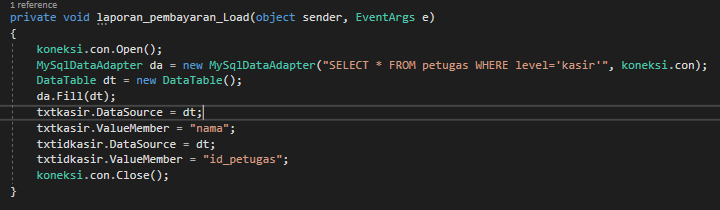 1 reference
private void laporan_pembayaran_Load(object sender, EventArgs e)
{
koneksi.con.Open();
MySqlDataAdapter da = new MySqlDataAdapter("SELECT * FROM petugas WHERE level='kasir'", koneksi.con);
DataTable dt = new DataTable();
da.Fill(dt);
txtkasir.DataSource = dt;
txtkasir.ValueMember = "nama";
txtidkasir.DataSource = dt;
txtidkasir.ValueMember = "id_petugas";
koneksi.con.Close();
}